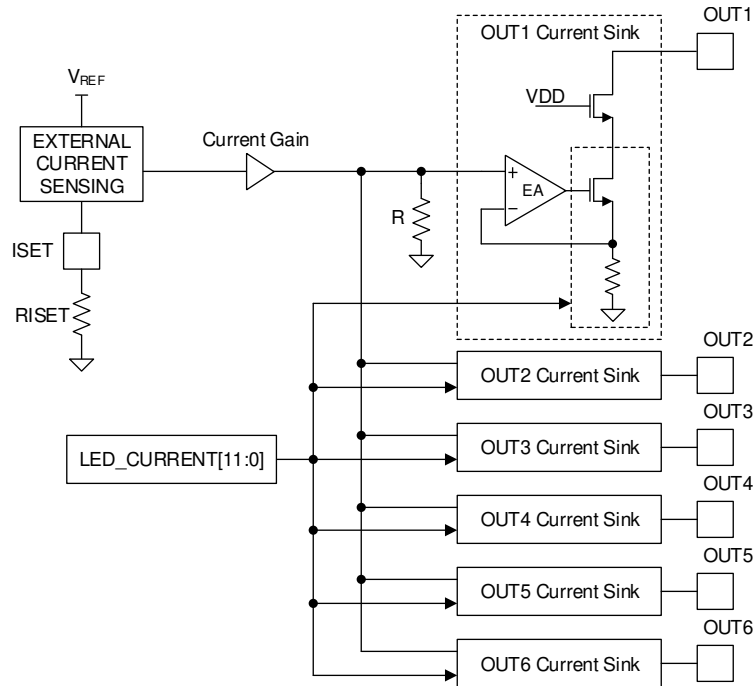 OUT1
OUT1 Current Sink
VREF
VDD
EXTERNAL
CURRENT
SENSING
Current Gain
+
EA
−
R
ISET
RISET
OUT2
OUT2 Current Sink
OUT3
OUT3 Current Sink
LED_CURRENT[11:0]
OUT4
OUT4 Current Sink
OUT5
OUT5 Current Sink
OUT6
OUT6 Current Sink